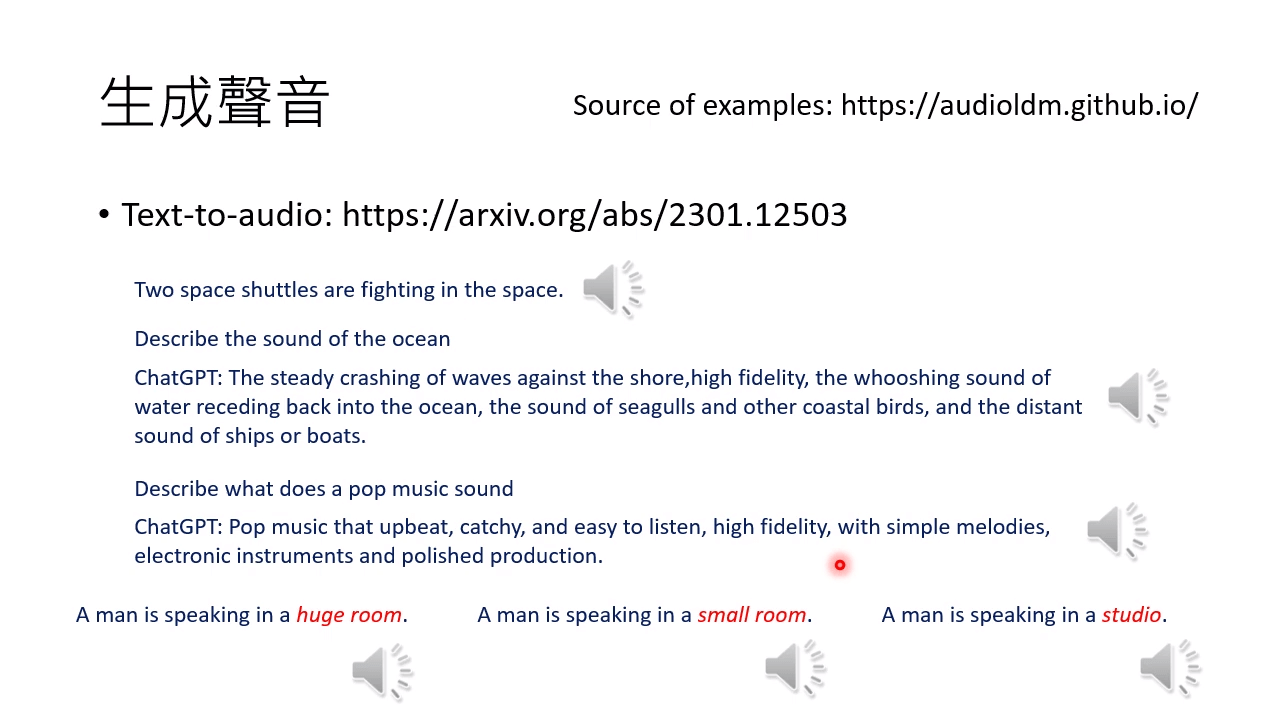 生成聲音
Source of examples: https://audioldm.github.io/
• Text-to-audio: https://arxiv.org/abs/2301.12503
Two space shuttles are fighting in the space.
Describe the sound of the ocean
ChatGPT: The steady crashing of waves against the shore,high fidelity, the whooshing sound of
water receding back into the ocean, the sound of seagulls and other coastal birds, and the distant
sound of ships or boats.
Describe what does a pop music sound
ChatGPT: Pop music that upbeat, catchy, and easy to listen, high fidelity, with simple melodies,
electronic instruments and polished production.
A man is speaking in a huge room.
A man is speaking in a small room.
A man is speaking in a studio.